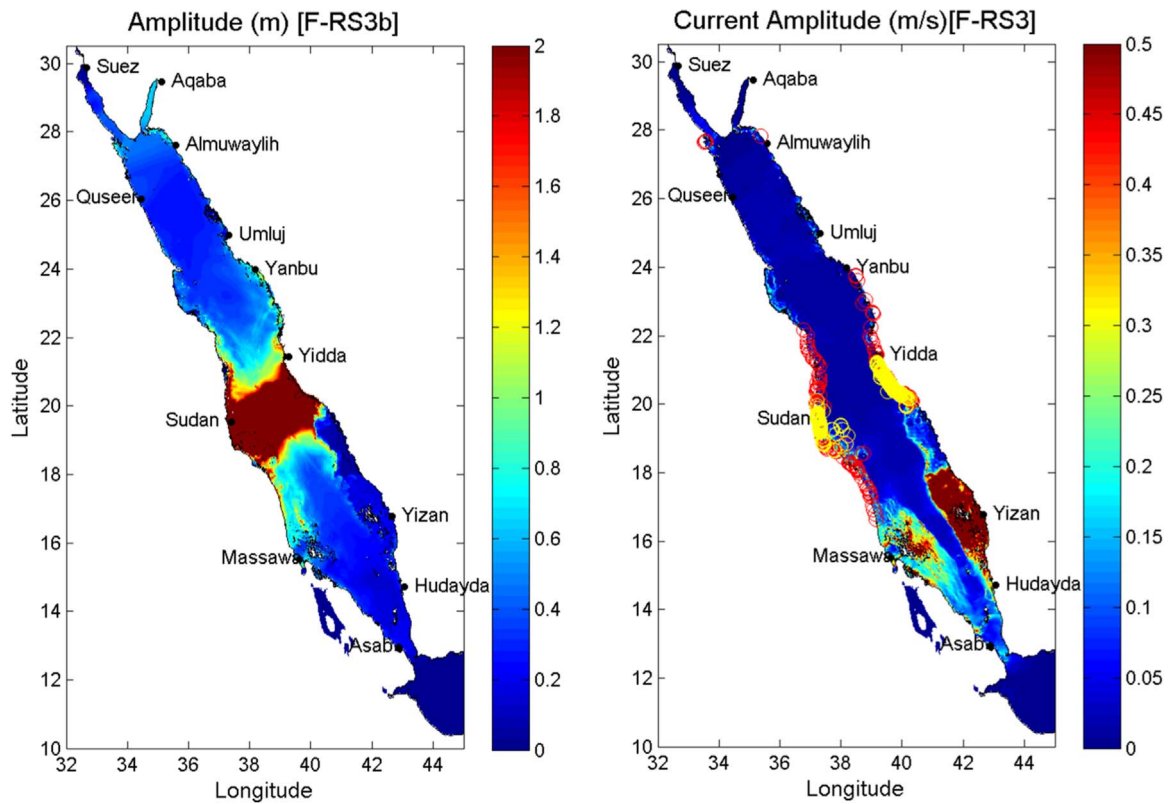 Amplitude (m) [F-RS3b]
30
28
26
24
22
20
18
16
14
12
10
32
34
36
38
40
42
44
Latitude
Longitude
Suez
Aqaba
Almuwaylih
Quseer
Umluj
Yanbu
Yidda
Sudan
Yizan
Massawa
Hudayda
Asab
2
1.8
1.6
1.4
1.2
1
0.8
0.6
0.4
0.2
0
Current Amplitude (m/s)[F-RS3]
30
28
26
24
22
20
18
16
14
12
10
32
34
36
38
40
42
44
Latitude
Longitude
Suez
Aqaba
Almuwaylih
Quseer
Umluj
Yanbu
Yidda
Sudan
Yizan
Massawa
Hudayda
Asab
0.5
0.45
0.4
0.35
0.3
0.25
0.2
0.15
0.1
0.05
0